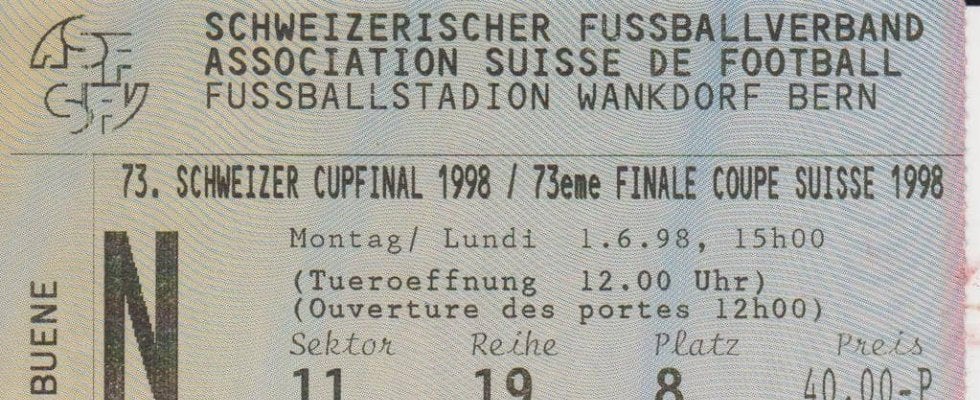 SCHWEIZERISCHER FUSSBALLVERBAND
ASSOCIATION SUISSE DE FOOTBALL
FUSSBALLSTADION WANKDORF BERN
SFV ASF
73. SCHWEIZER CUPFINAL 1998 / 73eme FINALE COUPE SUISSE 1998
Montag/ Lundi 1.6.98, 15h00
(Tueroeffnung 12.00 Uhr)
(Ouverture des portes 12h00)
BUENE
N
Sektor Reihe Platz Preis
11 19 8 40.00-P